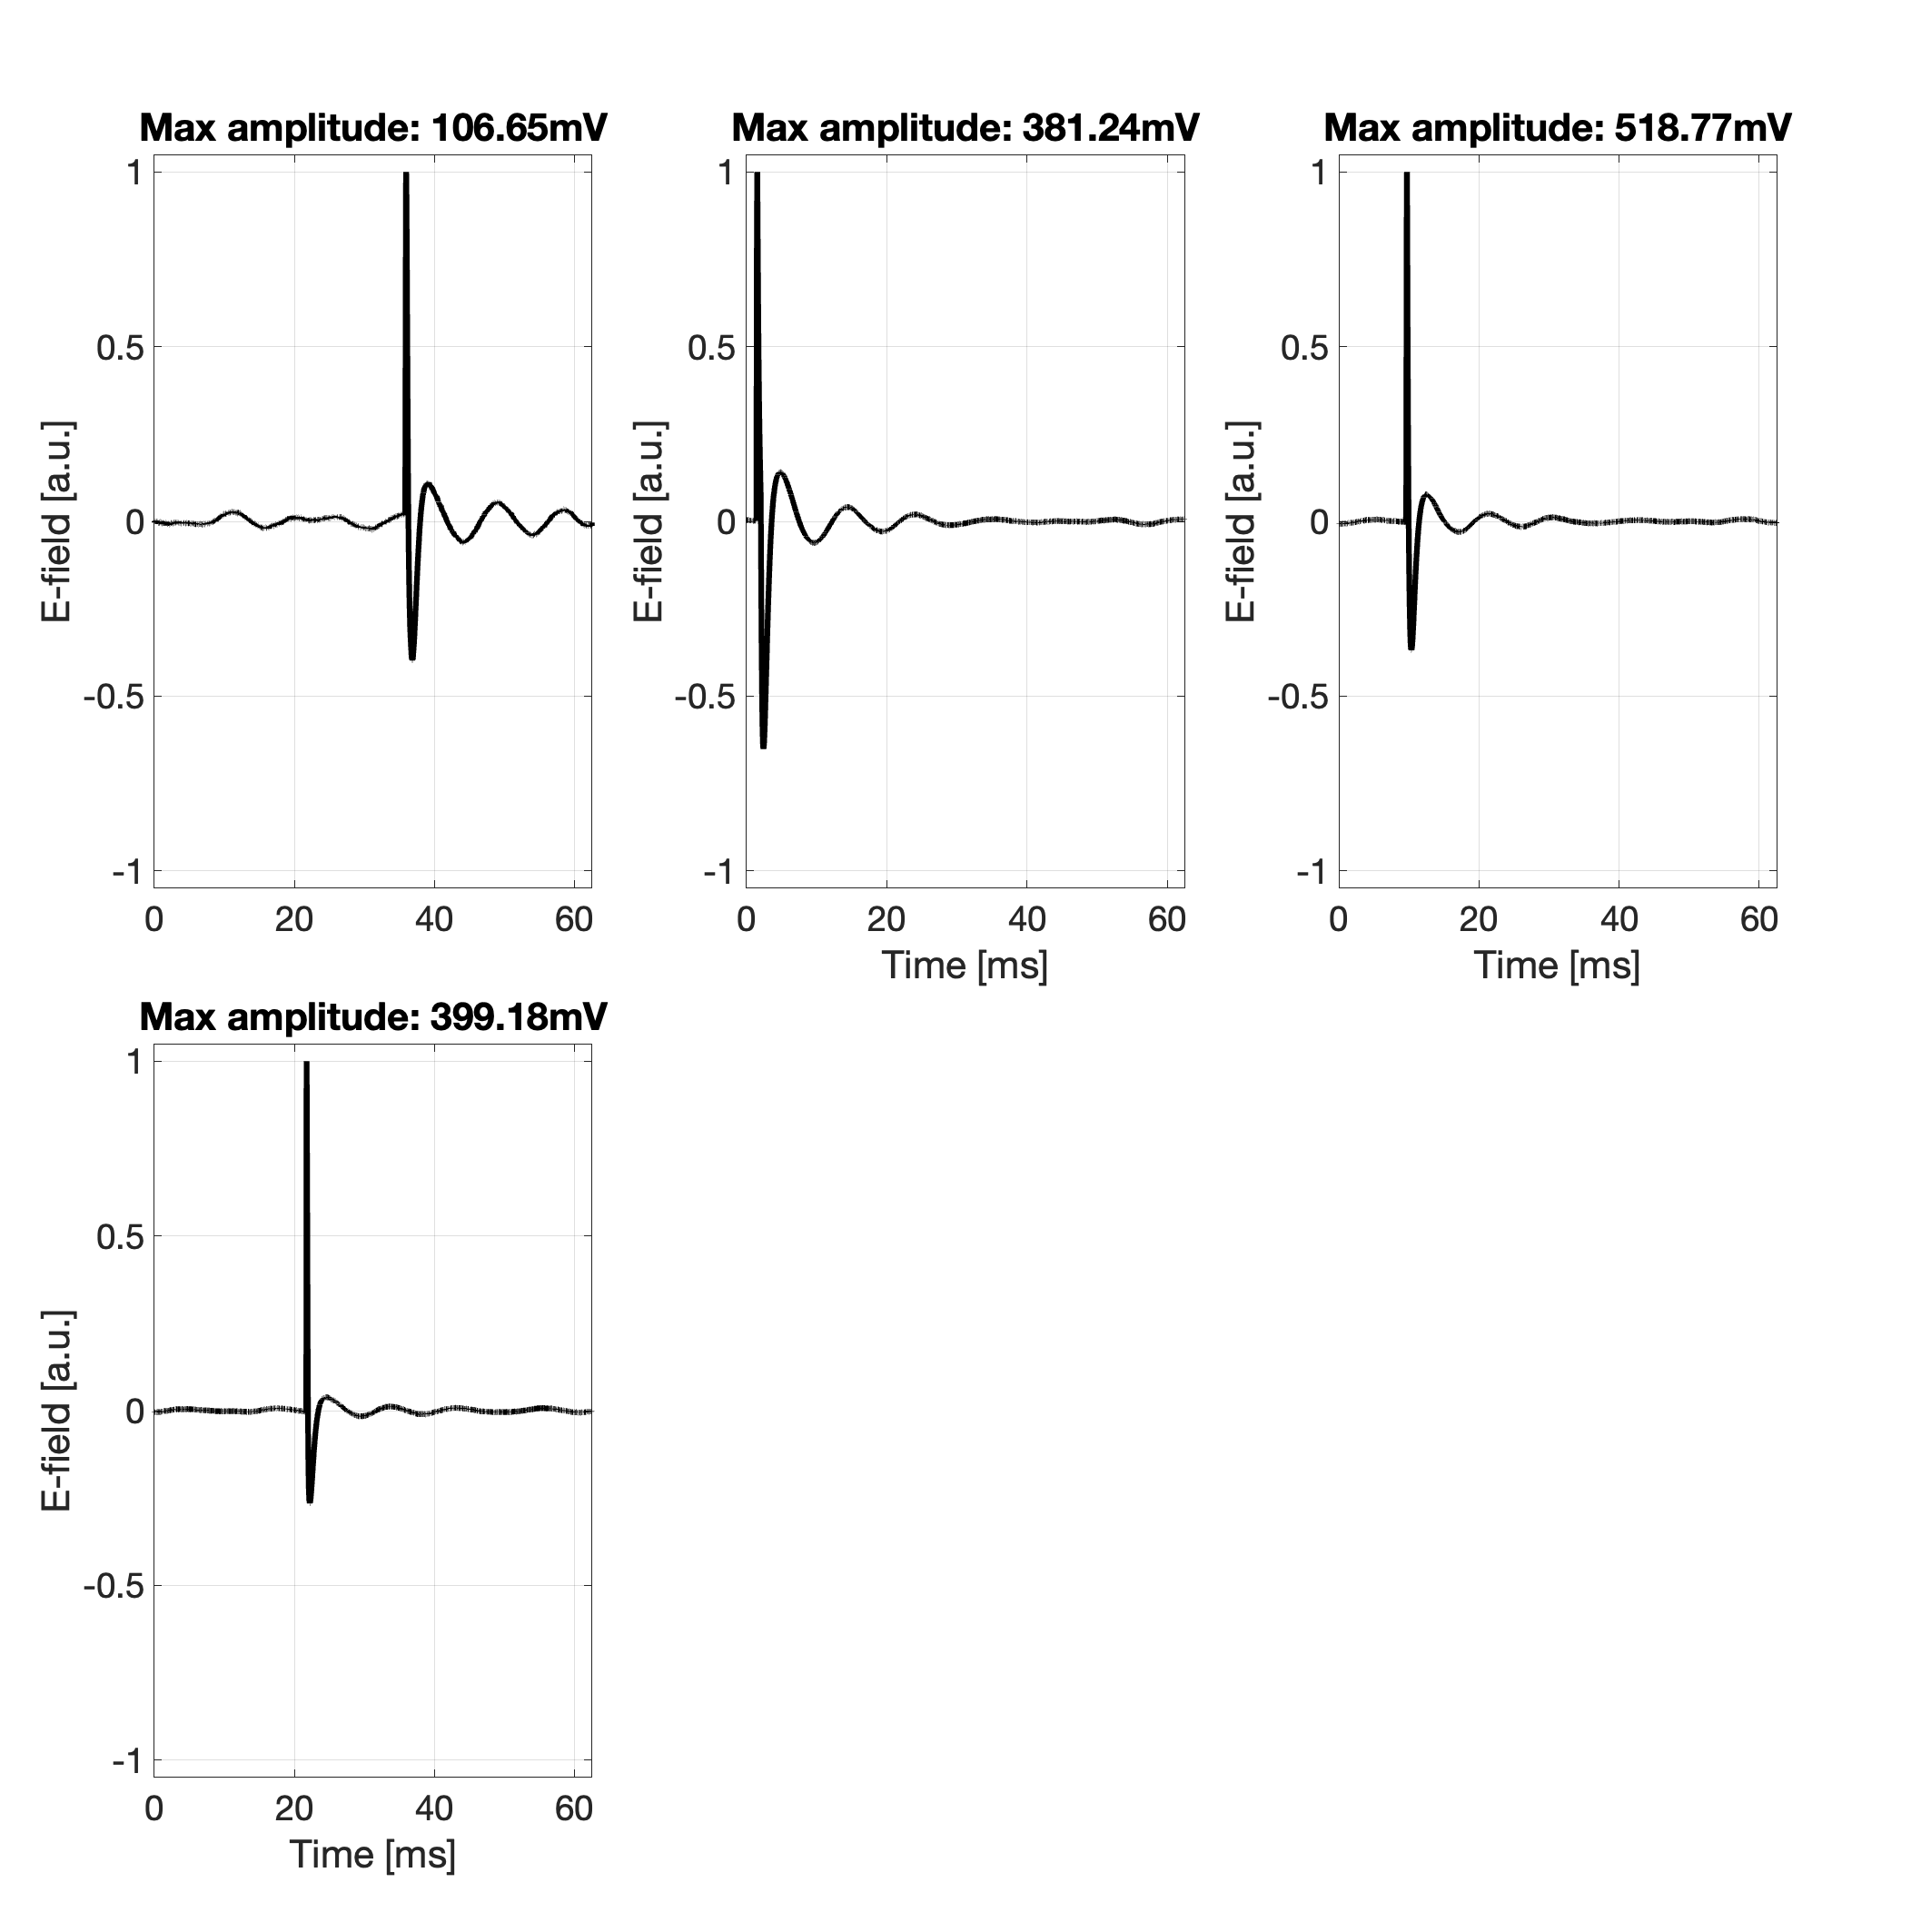 Max amplitude: 106.65mV
1
0.5
0
-0.5
-1
E-field [a.u.]
0 20 40 60
Max amplitude: 381.24mV
1
0.5
0
-0.5
-1
E-field [a.u.]
0 20 40 60
Time [ms]
Max amplitude: 518.77mV
1
0.5
0
-0.5
-1
E-field [a.u.]
0 20 40 60
Time [ms]
Max amplitude: 399.18mV
1
0.5
0
-0.5
-1
E-field [a.u.]
0 20 40 60
Time [ms]